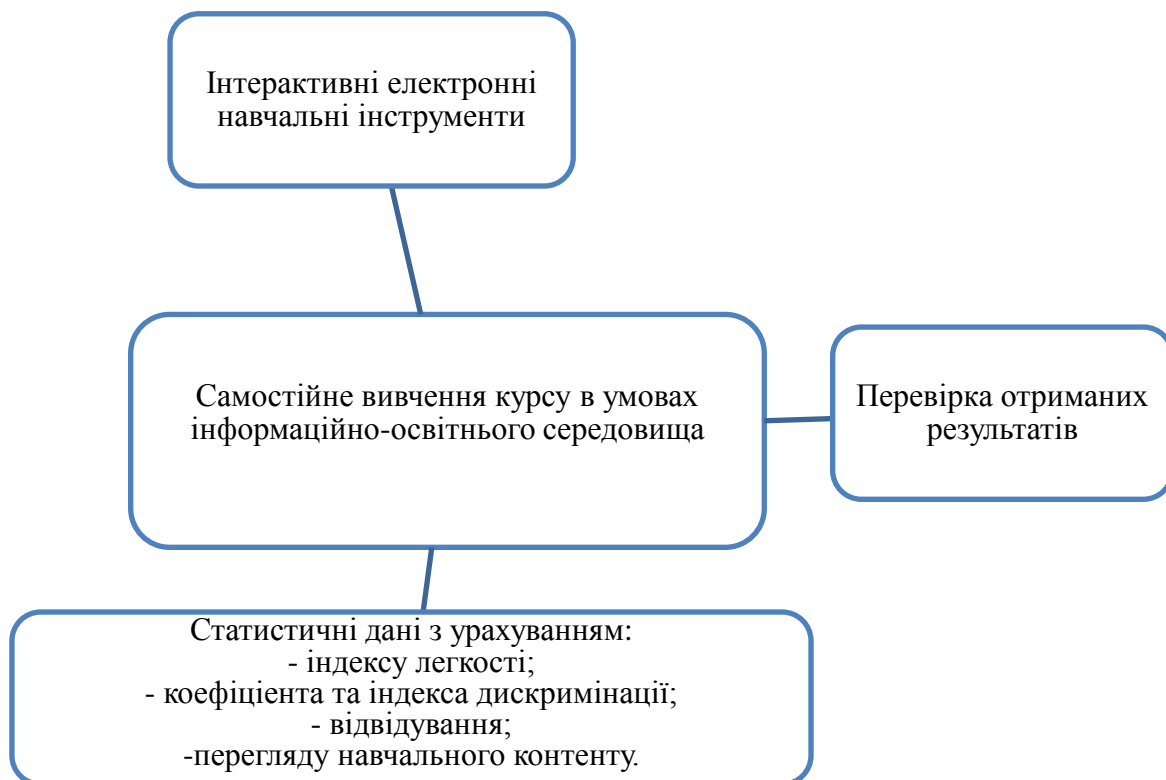 Інтерактивні електронні
навчальні інструменти
Самостійне вивчення курсу в умовах
інформаційно-освітнього середовища
Перевірка отриманих
результатів
Статистичні дані з урахуванням:
- індексу легкості;
- коефіціента та індекса дискримінації;
- відвідування;
-перегляду навчального контенту.